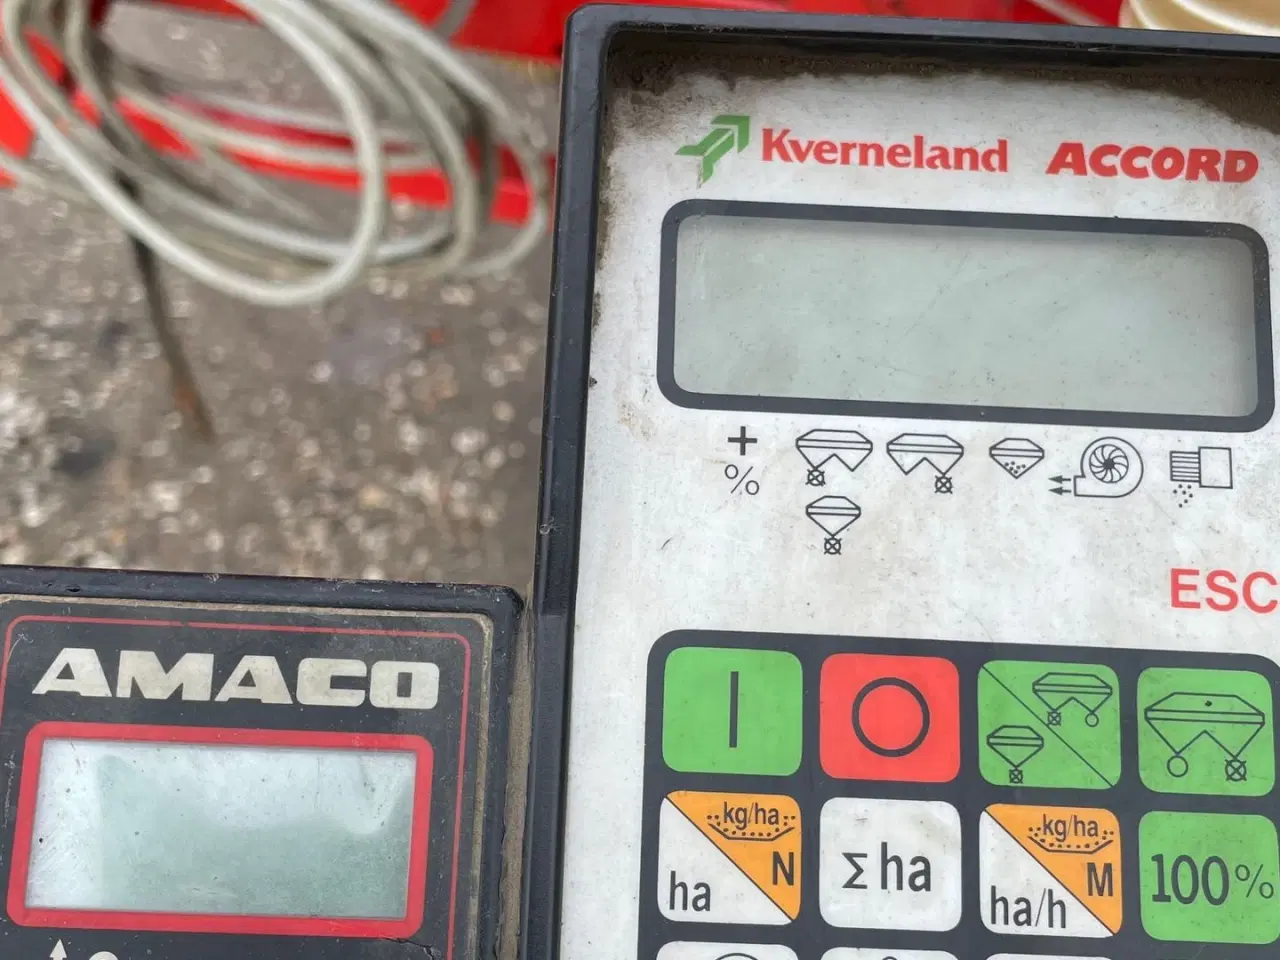 Kverneland ACCORD
+
%
ESC
AMACO
kg/ha
N
ha
Σ ha
kg/ha
M
ha/h
100%